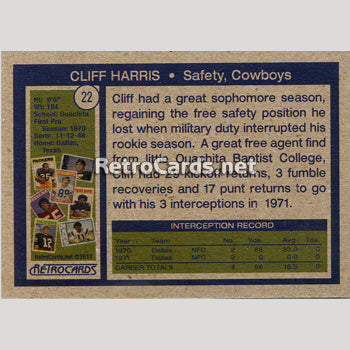 CLIFF HARRIS • Safety, Cowboys
22
Wt: 184
School: Ouachita
First Pro
Season: 1970
Born: 11-12-48
Home: Dallas,
Texas
Cliff had a great sophomore season,
regaining the free safety position he
lost when military duty interrupted his
rookie season. A great free agent find
from little Ouachita Baptist College,
Cliff had kickoff returns, 3 fumble
recoveries and 17 punt returns to go
with his 3 interceptions in 1971.
RetroCards.net
INTERCEPTION RECORD
Year Team No. Yds. Avg. Tds.
1970 Dallas NFC 2 66 33.0 0
1971 Dallas NFC 2 0 0 0
CAREER TOTALS 4 66 16.5 0
PACKERS
89
12
RETROCARDS
RetroCards.net ©2017